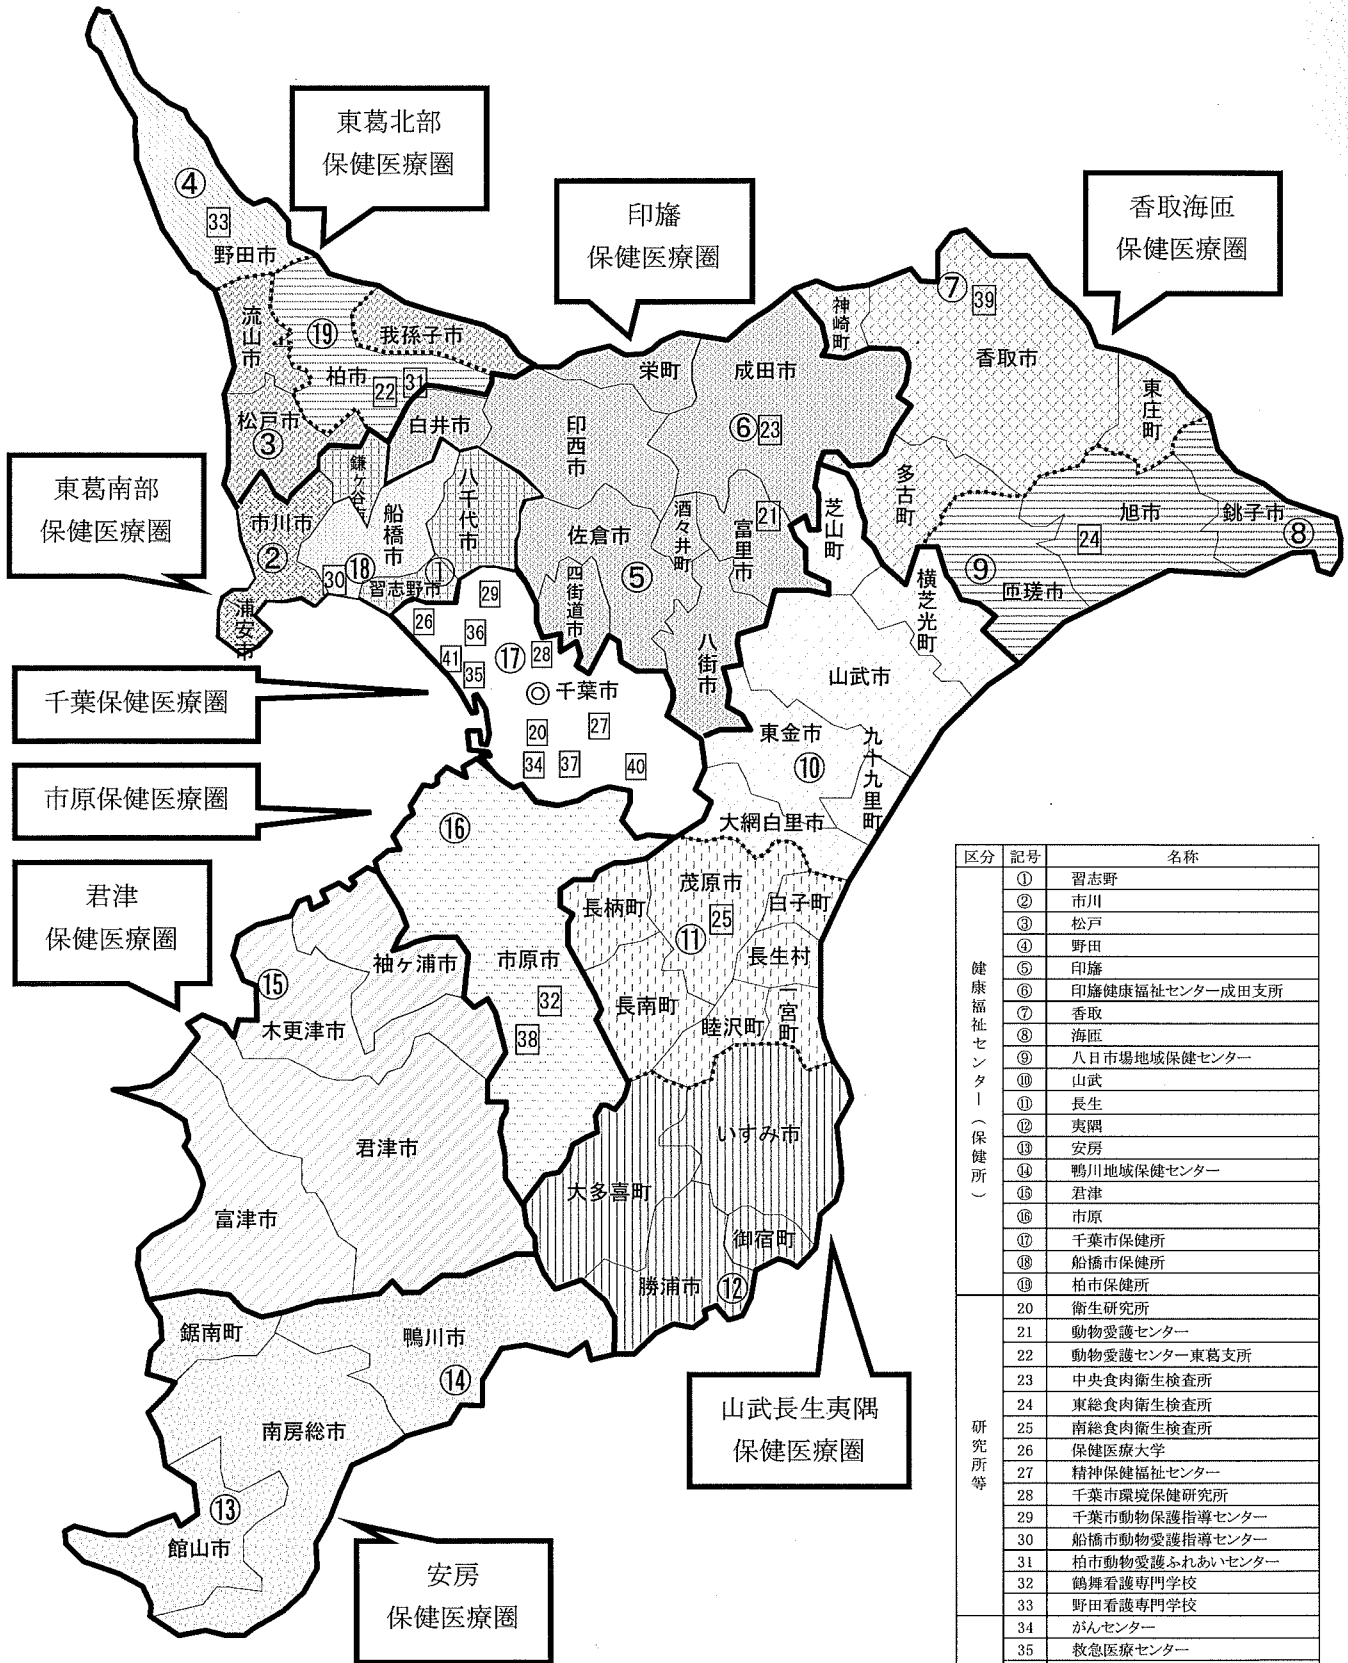 東葛北部
保健医療圏
印旛
保健医療圏
香取海匝
保健医療圏
④
33
野田市
流山市
⑲
我孫子市
柏市
22
31
松戸市
③
白井市
鎌ヶ谷市
栄町
成田市
印西市
⑥
23
神崎町
⑦
39
香取市
東庄町
多古町
旭市
24
銚子市
⑧
⑨
匝瑳市
東葛南部
保健医療圏
市川市
②
船橋市
八千代市
30
⑱
習志野市
①
浦安市
佐倉市
⑤
四街道市
酒々井町
富里市
21
八街市
芝山町
横芝光町
山武市
東金市
⑩
九十九里町
大網白里市
千葉保健医療圏
29
26
36
41
35
⑰
28
◎千葉市
20
27
34
37
40
市原保健医療圏
⑯
市原市
32
38
君津
保健医療圏
袖ヶ浦市
⑮
木更津市
君津市
富津市
茂原市
長柄町
25
白子町
⑪
長生村
長南町
睦沢町
一宮町
いすみ市
大多喜町
御宿町
勝浦市
⑫
山武長生夷隅
保健医療圏
鋸南町
鴨川市
⑭
南房総市
⑬
館山市
安房
保健医療圏
区分 記号 名称
健康福祉センター(保健所)
① 習志野
② 市川
③ 松戸
④ 野田
⑤ 印旛
⑥ 印旛健康福祉センター成田支所
⑦ 香取
⑧ 海匝
⑨ 八日市場地域保健センター
⑩ 山武
⑪ 長生
⑫ 夷隅
⑬ 安房
⑭ 鴨川地域保健センター
⑮ 君津
⑯ 市原
⑰ 千葉市保健所
⑱ 船橋市保健所
⑲ 柏市保健所
研究所等
20 衛生研究所
21 動物愛護センター
22 動物愛護センター東葛支所
23 中央食肉衛生検査所
24 東総食肉衛生検査所
25 南総食肉衛生検査所
26 保健医療大学
27 精神保健福祉センター
28 千葉市環境保健研究所
29 千葉市動物保護指導センター
30 船橋市動物愛護指導センター
31 柏市動物愛護ふれあいセンター
32 鶴舞看護専門学校
33 野田看護専門学校
34 がんセンター
35 救急医療センター